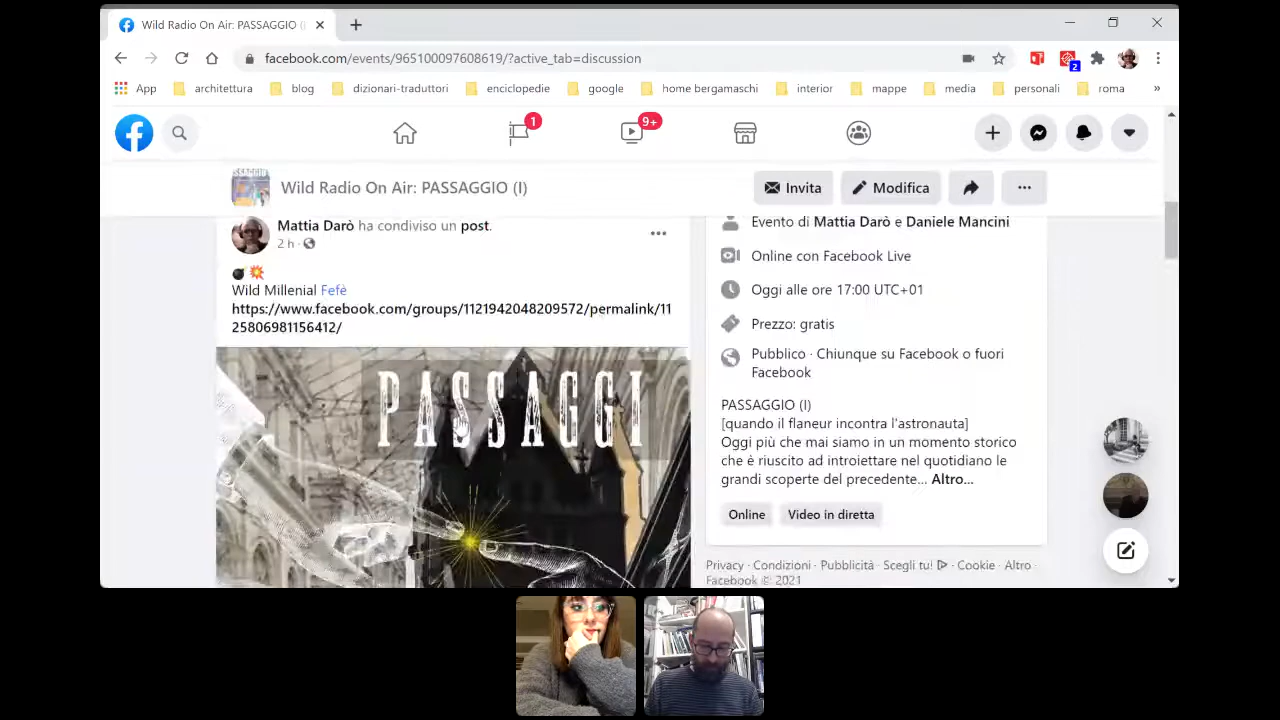 Wild Radio On Air: PASSAGGIO (I
facebook.com/events/965100097608619/?active_tab=discussion
2
App architettura blog dizionari-traduttori enciclopedie google home bergamaschi interior mappe media personali roma »
1
9+
Wild Radio On Air: PASSAGGIO (I)
Invita
Modifica
Mattia Darò ha condiviso un post.
2 h ·
Wild Millenial Fefè
https://www.facebook.com/groups/1121942048209572/permalink/11
25806981156412/
PASSAGGI
Evento di Mattia Darò e Daniele Mancini
Online con Facebook Live
Oggi alle ore 17:00 UTC+01
Prezzo: gratis
Pubblico · Chiunque su Facebook o fuori
Facebook
PASSAGGIO (I)
[quando il flaneur incontra l'astronauta]
Oggi più che mai siamo in un momento storico
che è riuscito ad introiettare nel quotidiano le
grandi scoperte del precedente... Altro...
Online
Video in diretta
Privacy · Condizioni · Pubblicità · Scegli tu! · Cookie · Altro ·
Facebook © 2021